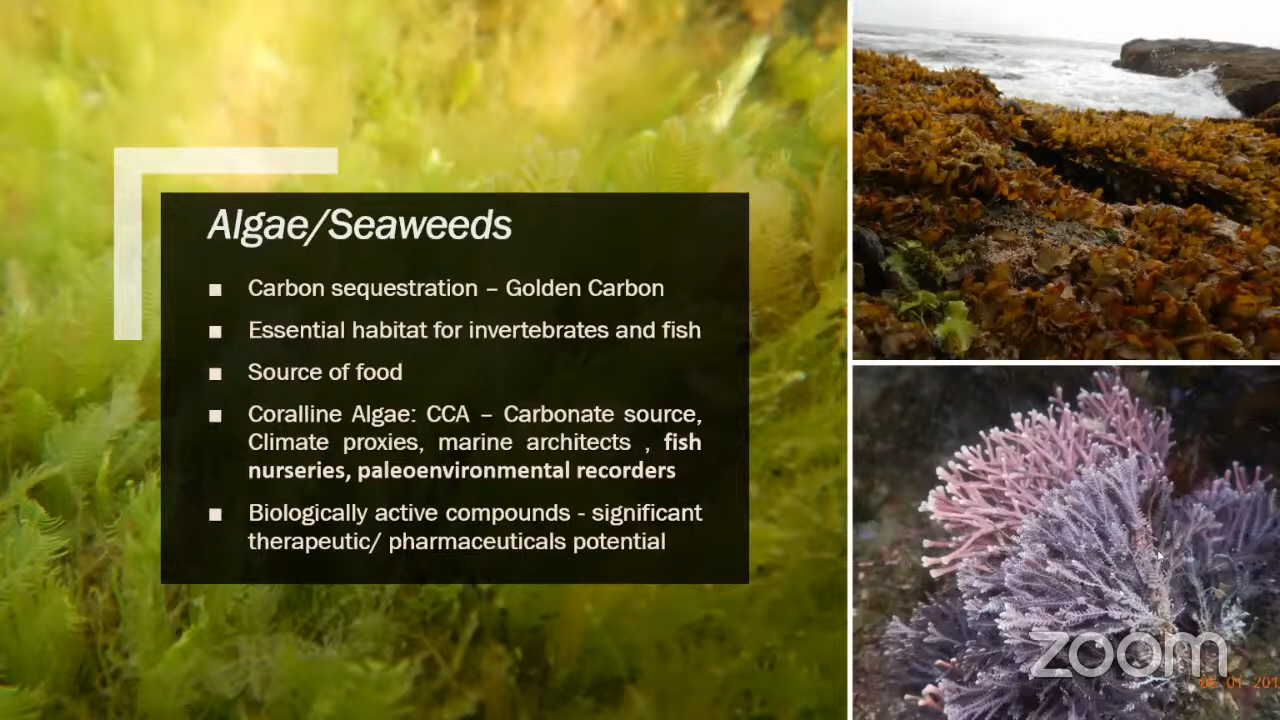 Algae/Seaweeds
▪ Carbon sequestration – Golden Carbon
▪ Essential habitat for invertebrates and fish
▪ Source of food
▪ Coralline Algae: CCA – Carbonate source,
Climate proxies, marine architects , fish
nurseries, paleoenvironmental recorders
▪ Biologically active compounds - significant
therapeutic/ pharmaceuticals potential
zoom